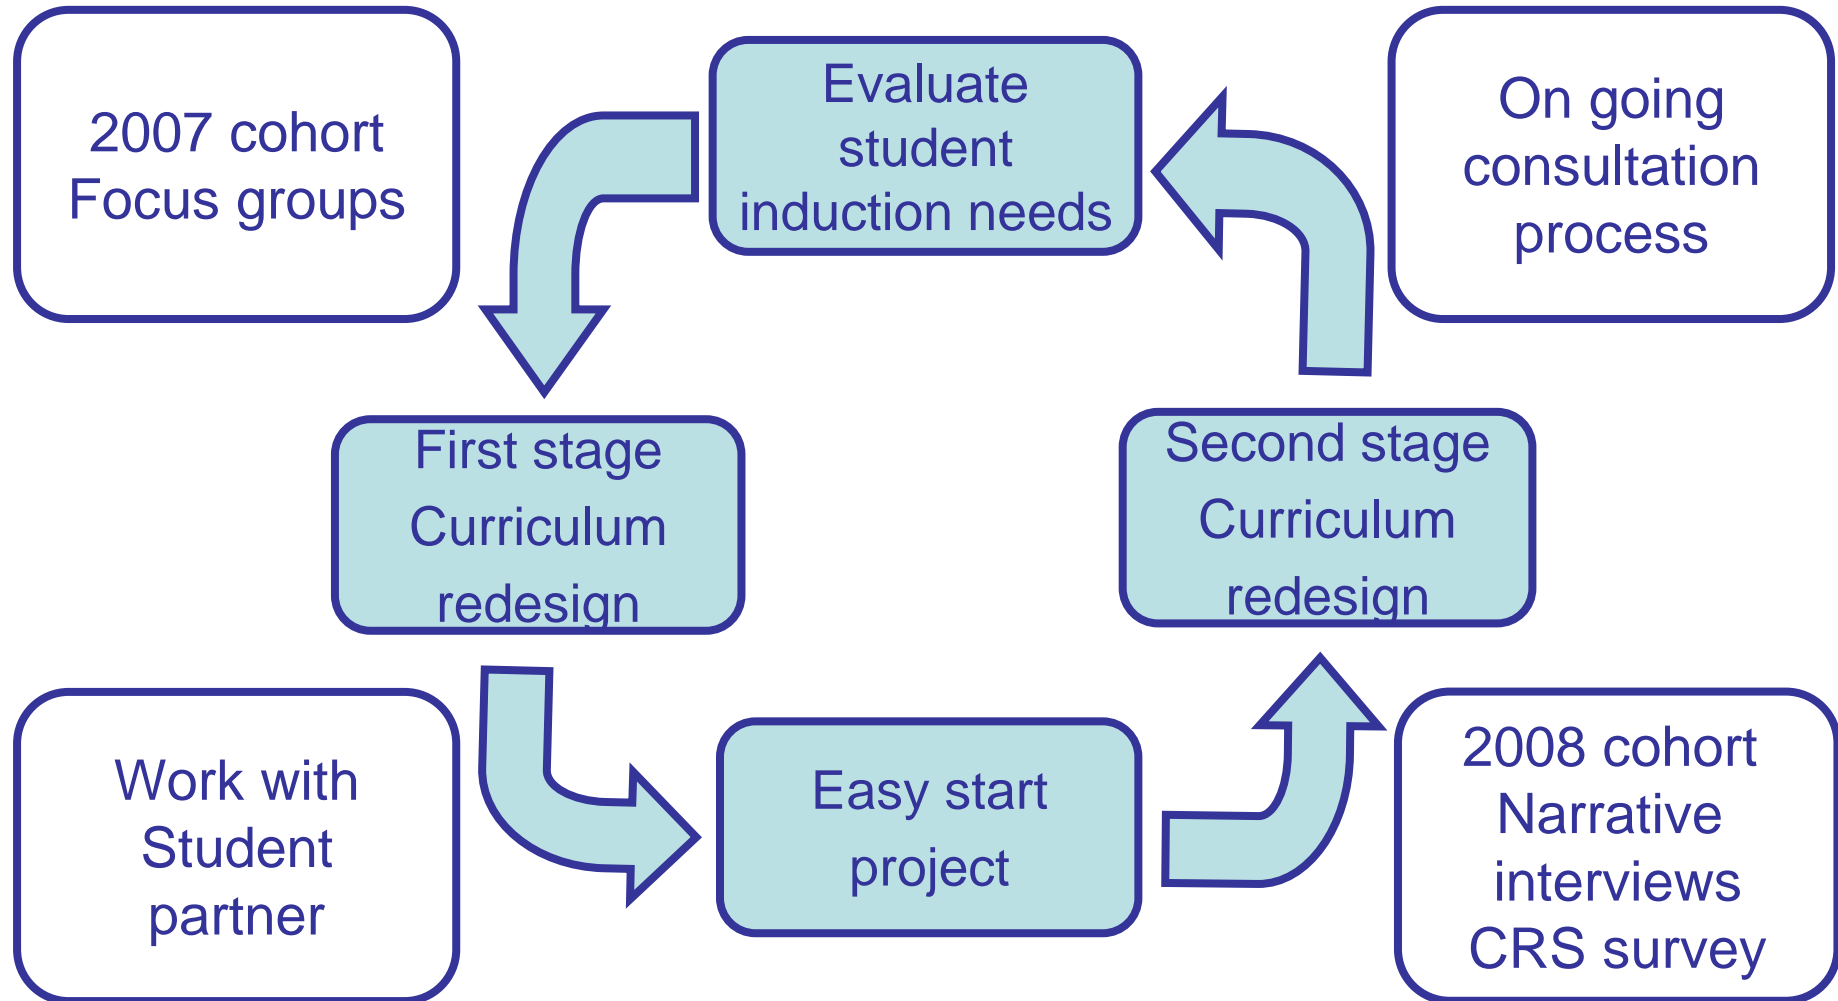 2007 cohort
Focus groups
Evaluate
student
induction needs
On going
consultation
process
First stage
Curriculum
redesign
Second stage
Curriculum
redesign
Work with
Student
partner
Easy start
project
2008 cohort
Narrative
interviews
CRS survey